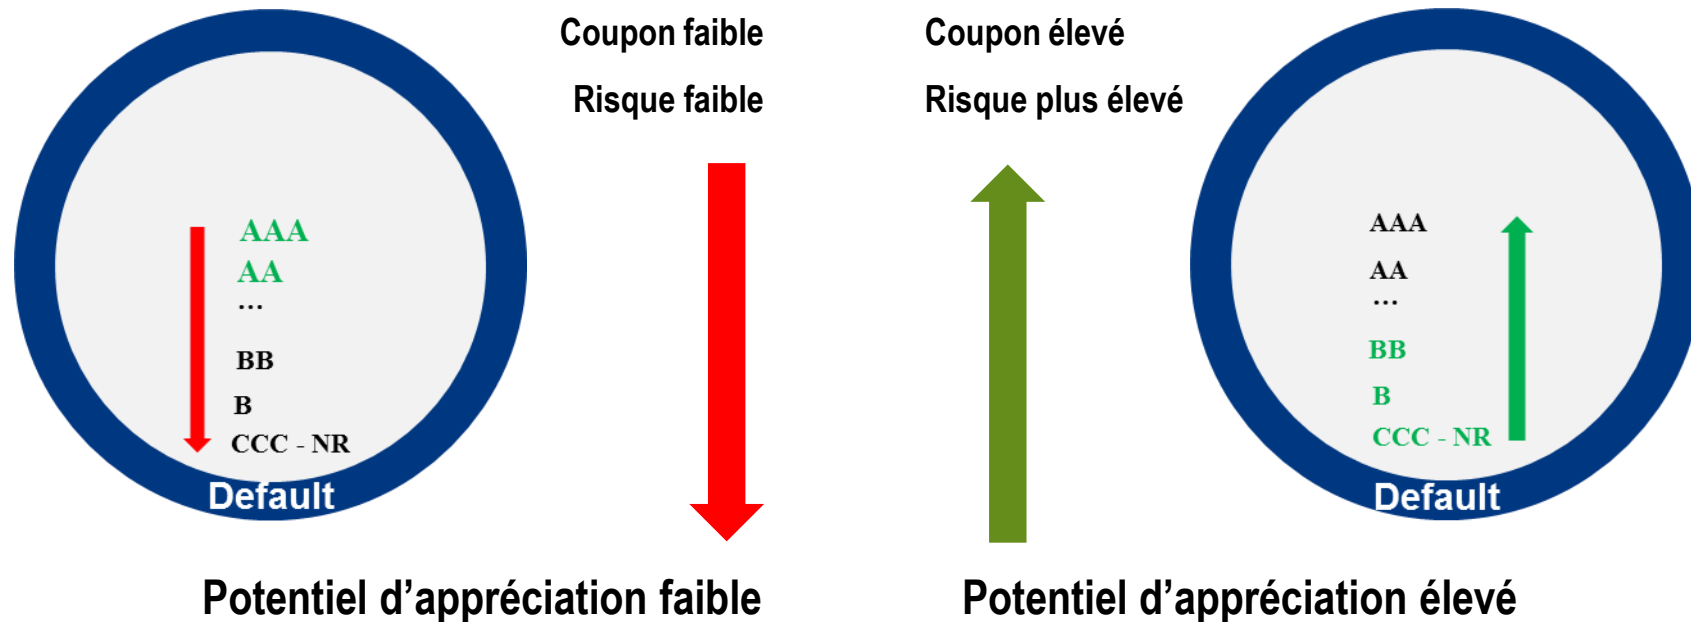 Coupon faible
Risque faible
Coupon élevé
Risque plus élevé
AAA
AA
...
BB
B
CCC - NR
Default
AAA
AA
...
BB
B
CCC - NR
Default
Potentiel d’appréciation faible
Potentiel d’appréciation élevé